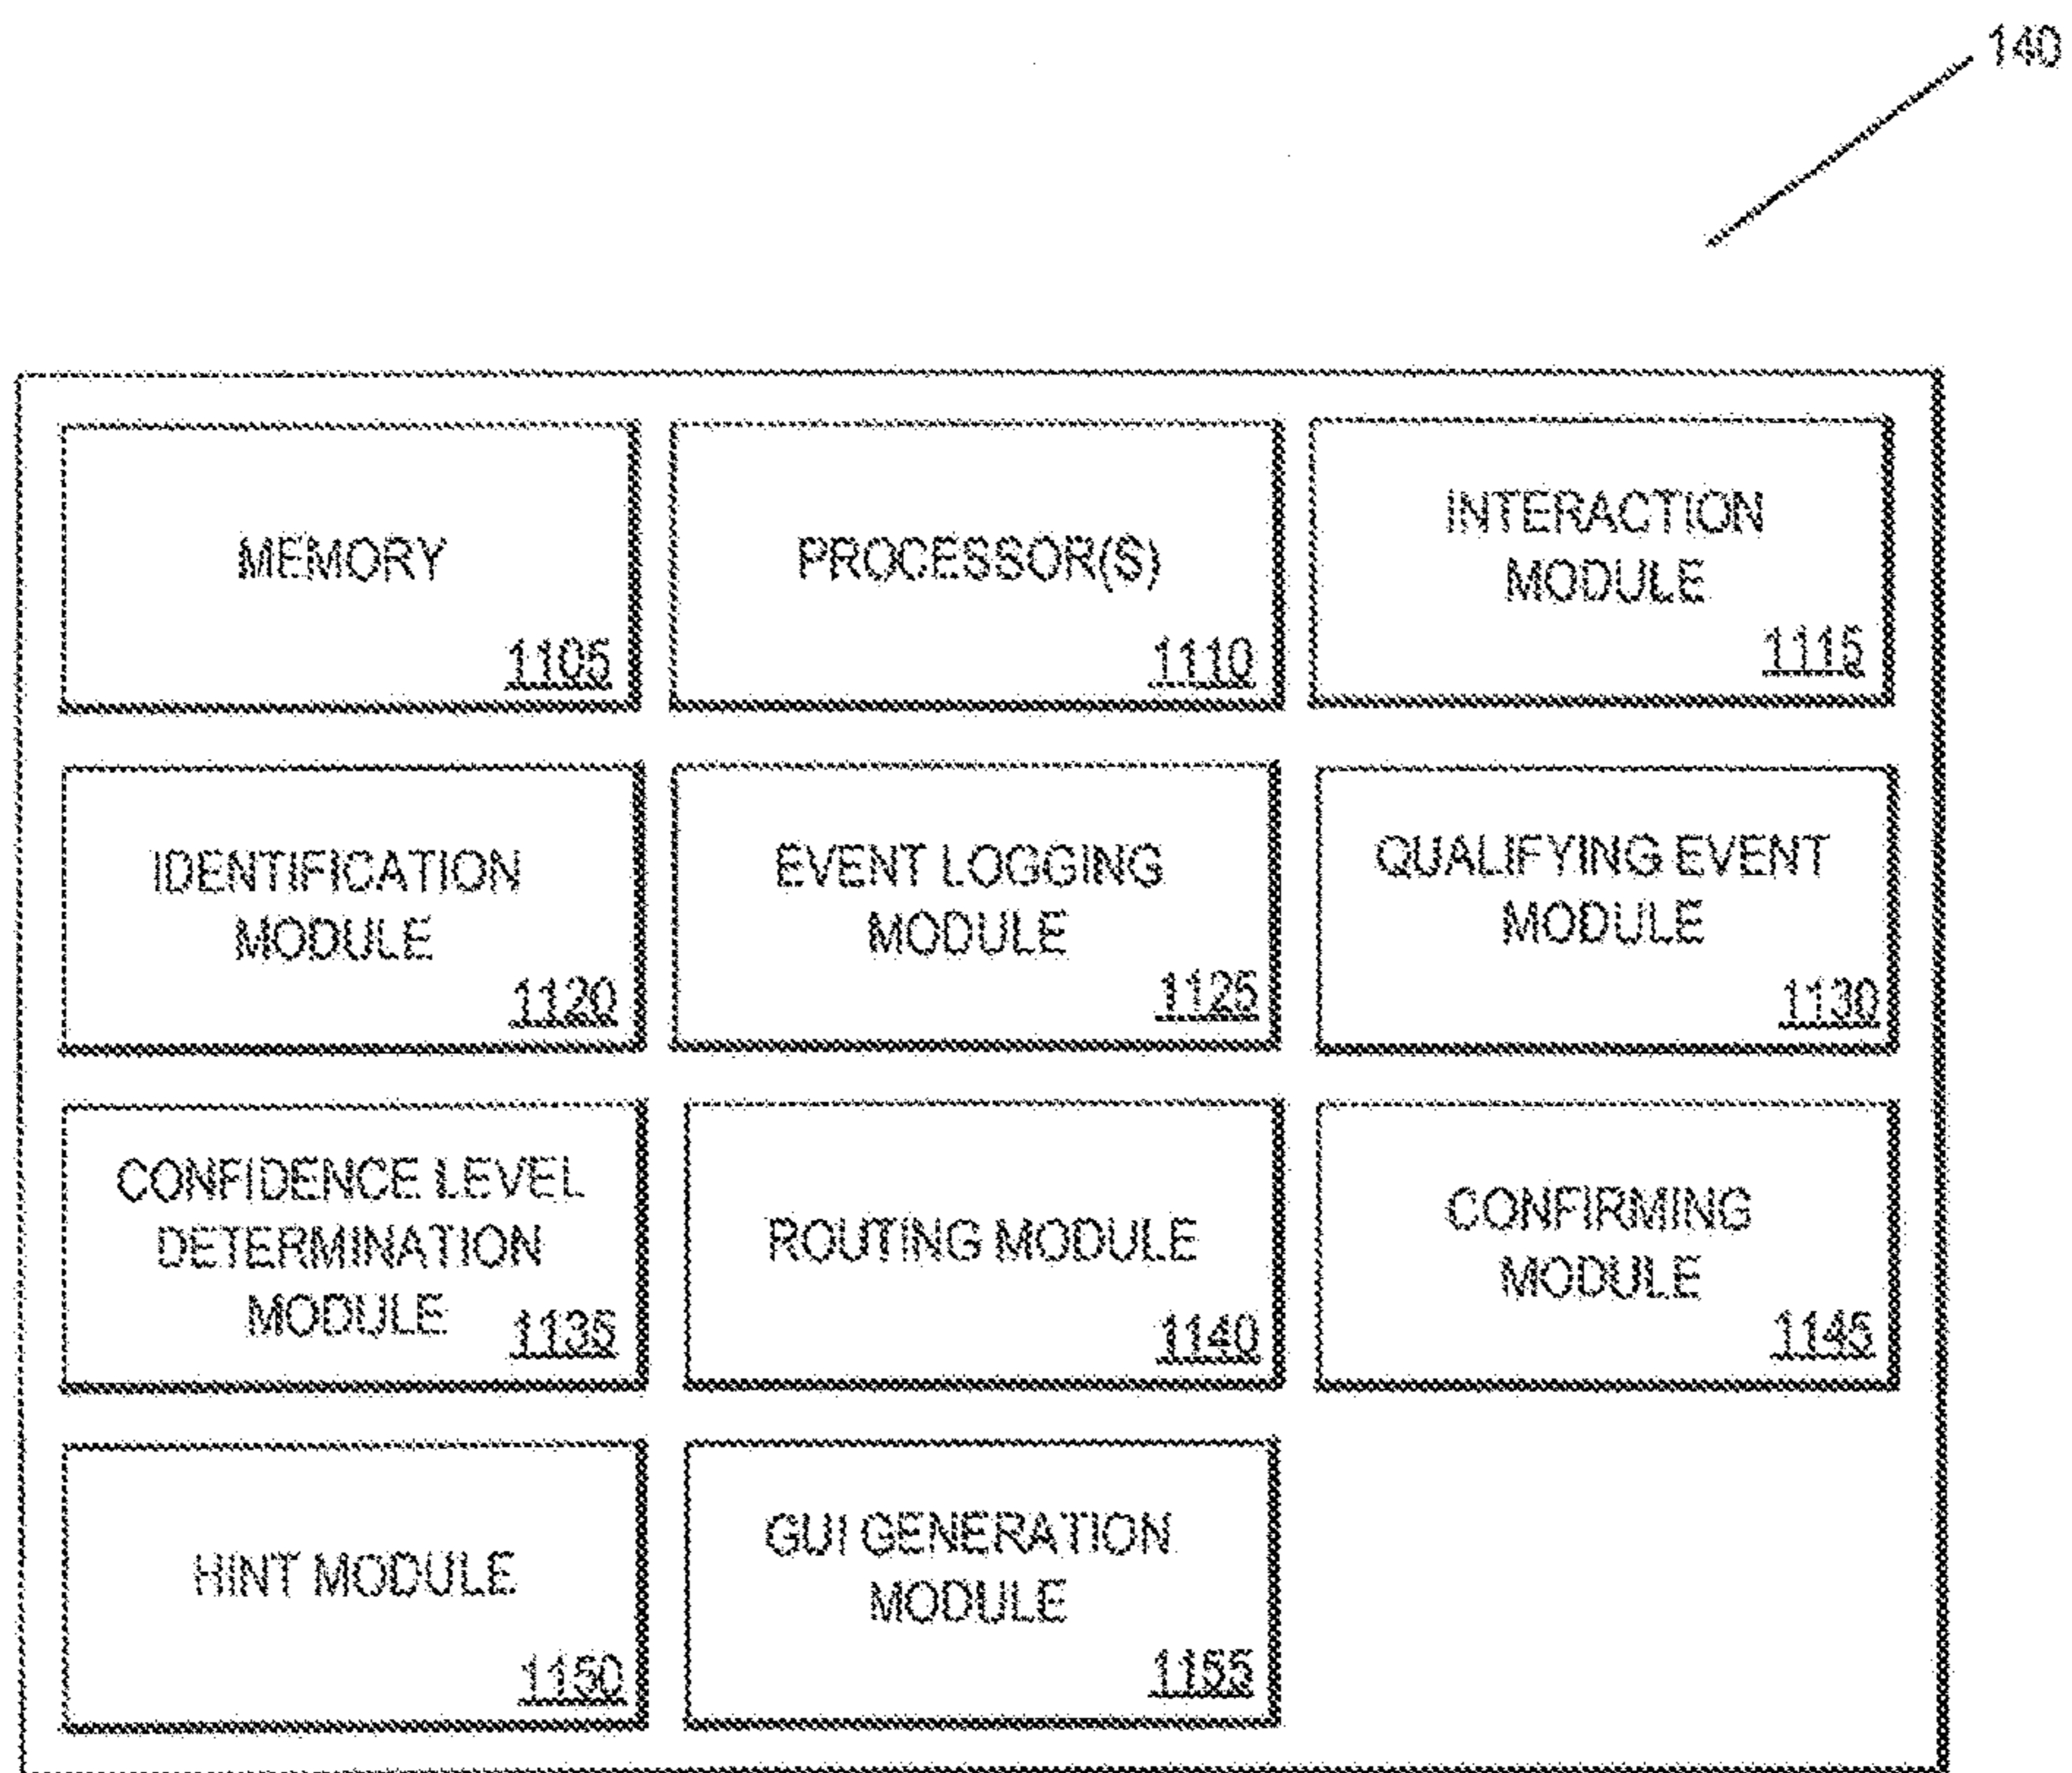 140
MEMORY
1105
PROCESSOR(S)
1110
INTERACTION
MODULE
1115
IDENTIFICATION
MODULE
1120
EVENT LOGGING
MODULE
1125
QUALIFYING EVENT
MODULE
1130
CONFIDENCE LEVEL
DETERMINATION
MODULE
1135
ROUTING MODULE
1140
CONFIRMING
MODULE
1145
HINT MODULE
1150
GUI GENERATION
MODULE
1155